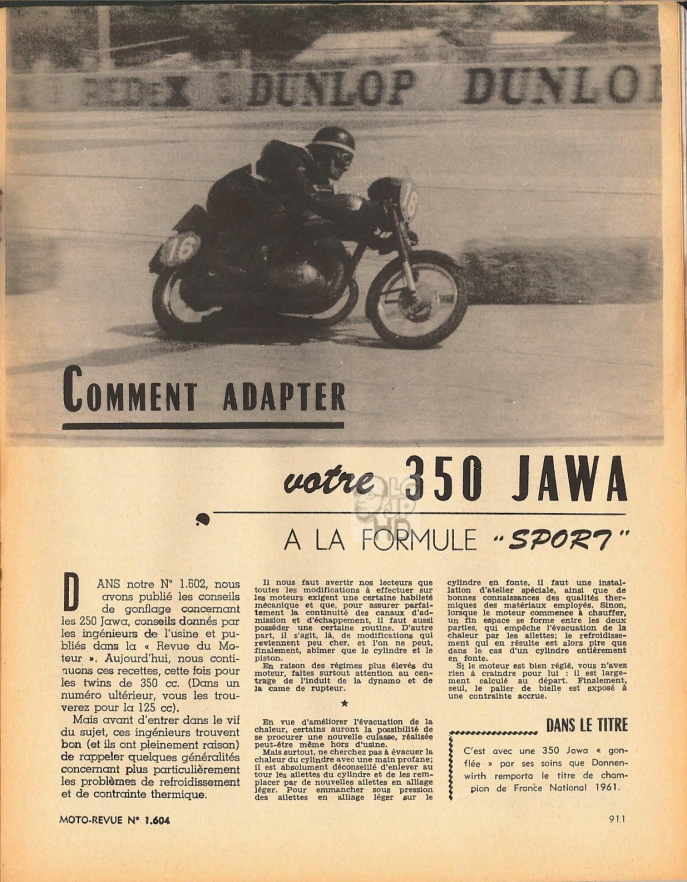 REDEX
DUNLOP
DUNLOP
16
16
COMMENT ADAPTER
votre 350 JAWA
A LA FORMULE "SPORT"
DANS notre N° 1.602, nous
avons publié les conseils
de gonflage concernant
les 250 Jawa, conseils donnés par
les ingénieurs de l'usine et pu-
bliés dans la « Revue du Mo-
teur ». Aujourd'hui, nous conti-
nuons ces recettes, cette fois pour
les twins de 350 cc. (Dans un
numéro ultérieur, vous les trou-
verez pour la 125 cc).
Mais avant d'entrer dans le vif
du sujet, ces ingénieurs trouvent
bon (et ils ont pleinement raison)
de rappeler quelques généralités
concernant plus particulièrement
les problèmes de refroidissement
et de contrainte thermique.
Il nous faut avertir nos lecteurs que
toutes les modifications à effectuer sur
les moteurs exigent une certaine habileté
mécanique et que, pour assurer parfai-
tement la continuité des canaux d'ad-
mission et d'échappement, il faut aussi
posséder une certaine routine. D'autre
part, il s'agit, là, de modifications qui
reviennent peu cher, et l'on ne peut,
finalement, abimer que le cylindre et le
piston.
En raison des régimes plus élevés du
moteur, faites surtout attention au cen-
trage de l'induit de la dynamo et de
la came de rupteur.
★
En vue d'améliorer l'évacuation de la
chaleur, certains auront la possibilité de
se procurer une nouvelle culasse, réalisée
peut-être même hors d'usine.
Mais surtout, ne cherchez pas à évacuer la
chaleur du cylindre avec une main profane;
il est absolument déconseillé d'enlever au
tour les ailettes du cylindre et de les rem-
placer par de nouvelles ailettes en alliage
léger. Pour emmancher sous pression
des ailettes en alliage léger sur le
cylindre en fonte, il faut une instal-
lation d'atelier spéciale, ainsi que de
bonnes connaissances des qualités ther-
miques des matériaux employés. Sinon,
lorsque le moteur commence à chauffer,
un fin espace se forme entre les deux
parties, qui empêche l'évacuation de la
chaleur par les ailettes; le refroidisse-
ment qui en résulte est alors pire que
dans le cas d'un cylindre entièrement
en fonte.
Si le moteur est bien réglé, vous n'avez
rien à craindre pour lui : il est large-
ment calculé au départ. Finalement,
seul, le palier de bielle est exposé à
une contrainte accrue.
DANS LE TITRE
C'est avec une 350 Jawa « gon-
flée » par ses soins que Donnen-
wirth remporta le titre de cham-
pion de France National 1961.
MOTO-REVUE N° 1.604
911